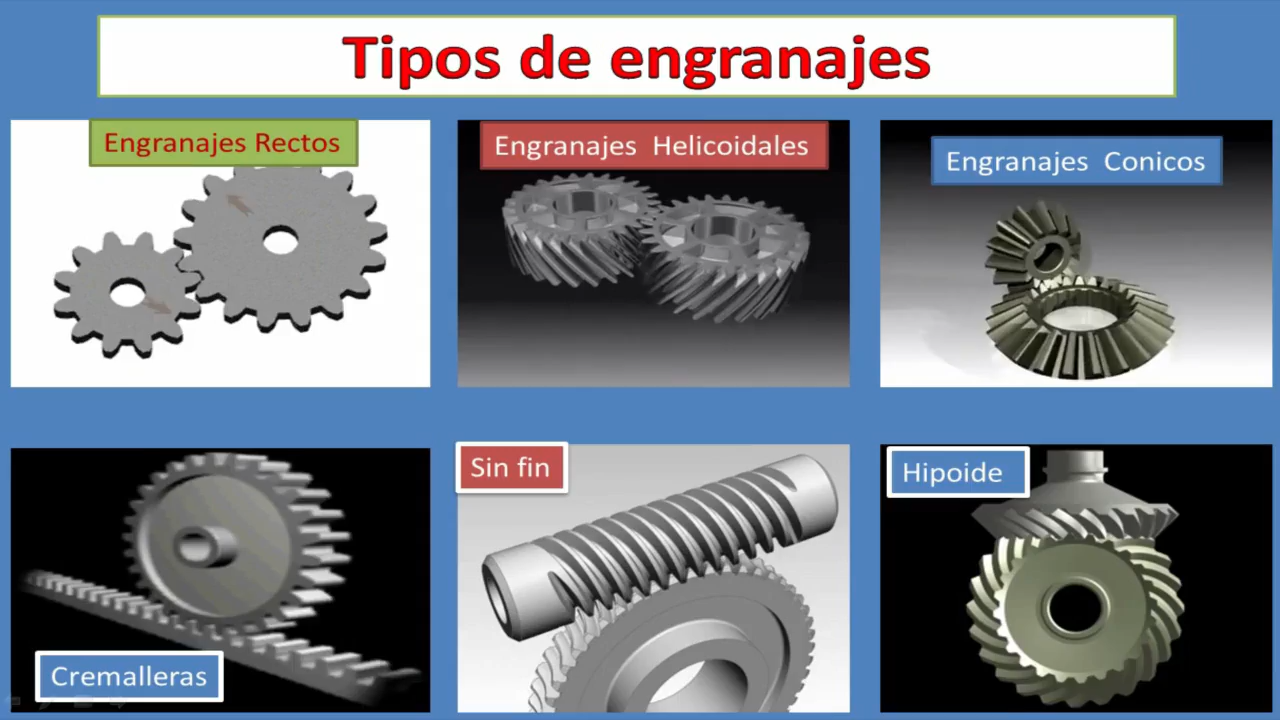 Tipos de engranajes
Engranajes Rectos
Engranajes Helicoidales
Engranajes Conicos
Cremalleras
Sin fin
Hipoide